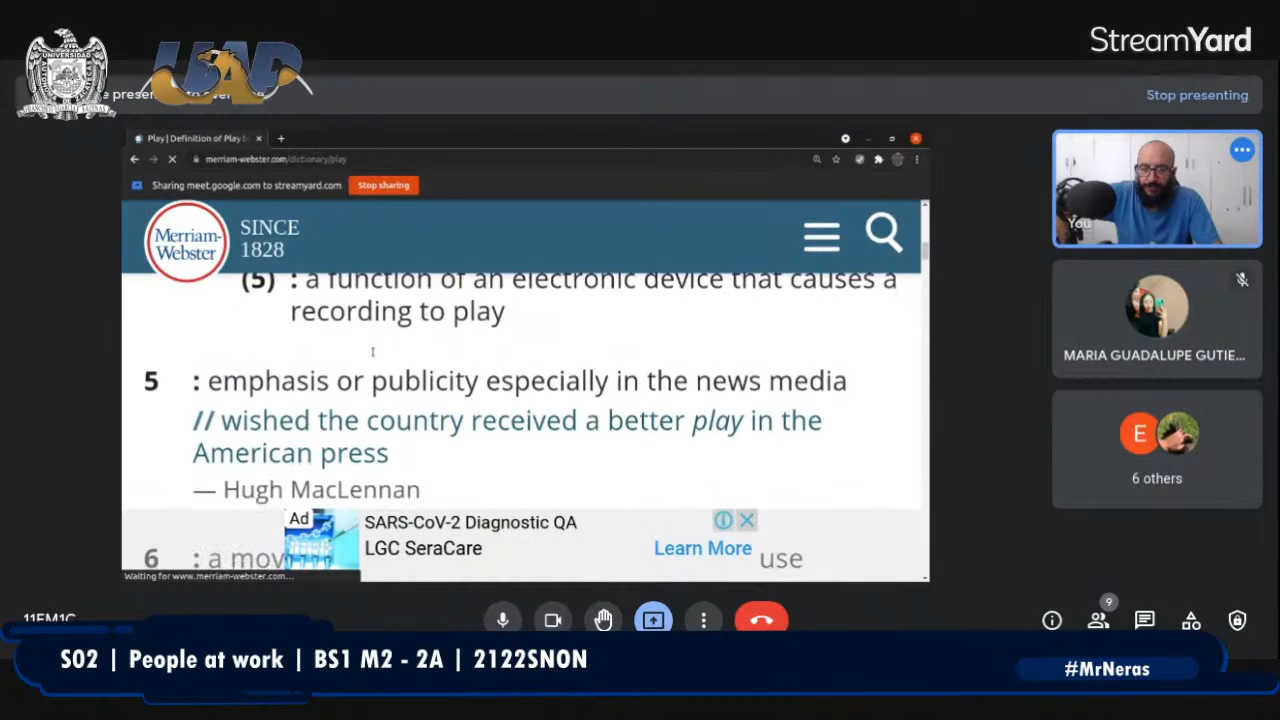 StreamYard
UNIVERSIDAD
UAP
Stop presenting
Play | Definition of Play b
merriam-webster.com/dictionary/play
Sharing meet.google.com to streamyard.com Stop sharing
Merriam-
Webster
SINCE
1828
(5) : a function of an electronic device that causes a
recording to play
5 : emphasis or publicity especially in the news media
// wished the country received a better play in the
American press
— Hugh MacLennan
Ad
SARS-CoV-2 Diagnostic QA
LGC SeraCare
Learn More
6 : a mov use
Waiting for www.merriam-webster.com...
You
MARIA GUADALUPE GUTIE...
E
6 others
11EM1C
9
S02 | People at work | BS1 M2 - 2A | 2122SNON
#MrNeras